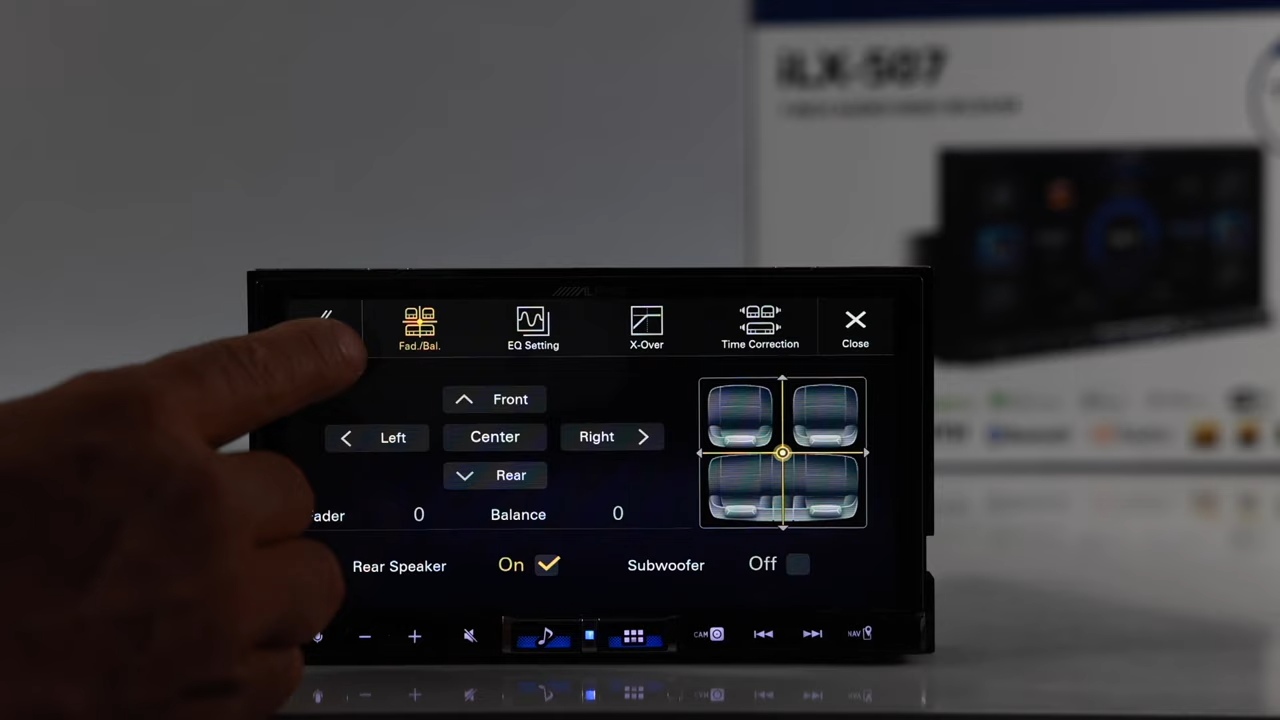 iLX-507
ALPINE
Fad./Bal.
EQ Setting
X-Over
Time Correction
Close
Front
Left
Center
Right
Rear
ader 0
Balance 0
Rear Speaker On
Subwoofer Off
CAM
NAV